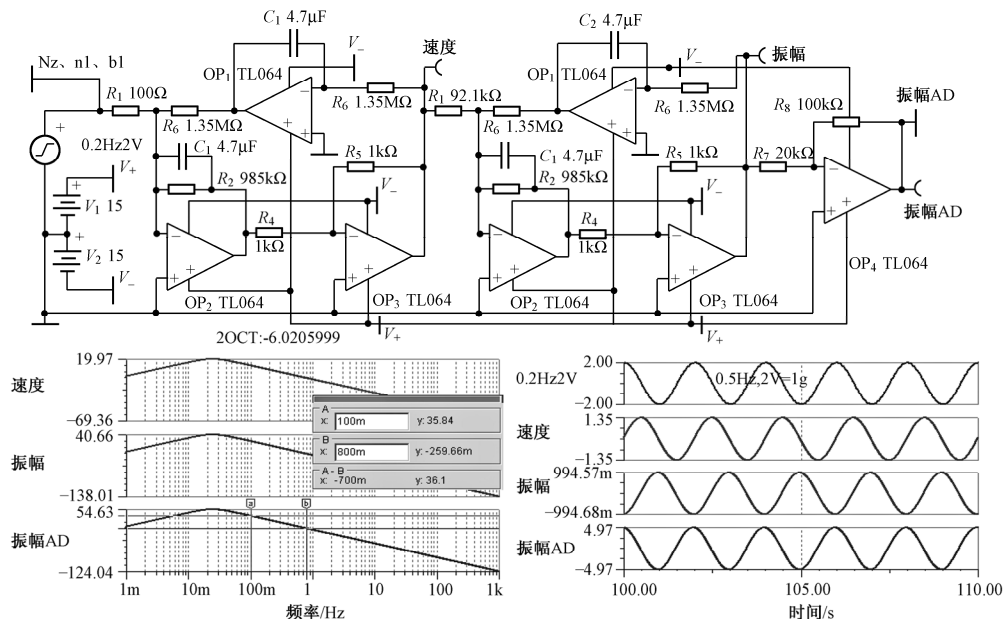 C₁ 4.7μF
C₂ 4.7μF
V₋
速度
V₋
振幅
Nz、n1、b1
OP₁ TL064
OP₁ TL064
R₁ 100Ω
R₆ 1.35MΩ
R₁ 92.1kΩ
R₆ 1.35MΩ
R₈ 100kΩ
振幅AD
R₆ 1.35MΩ
R₆ 1.35MΩ
0.2Hz2V
C₁ 4.7μF
R₅ 1kΩ
C₁ 4.7μF
R₅ 1kΩ
R₇ 20kΩ
V₊
V₁ 15
R₂ 985kΩ
V₋
R₂ 985kΩ
V₋
振幅AD
R₄
1kΩ
R₄
1kΩ
V₂ 15
V₋
OP₂ TL064
OP₃ TL064
OP₂ TL064
OP₃ TL064
OP₄ TL064
V₊
V₊
2OCT:-6.0205999
速度
19.97
−69.36
振幅
40.66
−138.01
振幅AD
54.63
−124.04
A
x: 100m y: 35.84
B
x: 800m y: -259.66m
A - B
x: -700m y: 36.1
a
b
1m 10m 100m 1 10 100 1k
频率/Hz
0.2Hz2V
2.00
−2.00
0.5Hz,2V=1g
速度
1.35
−1.35
振幅
994.57m
−994.68m
振幅AD
4.97
−4.97
100.00 105.00 110.00
时间/s